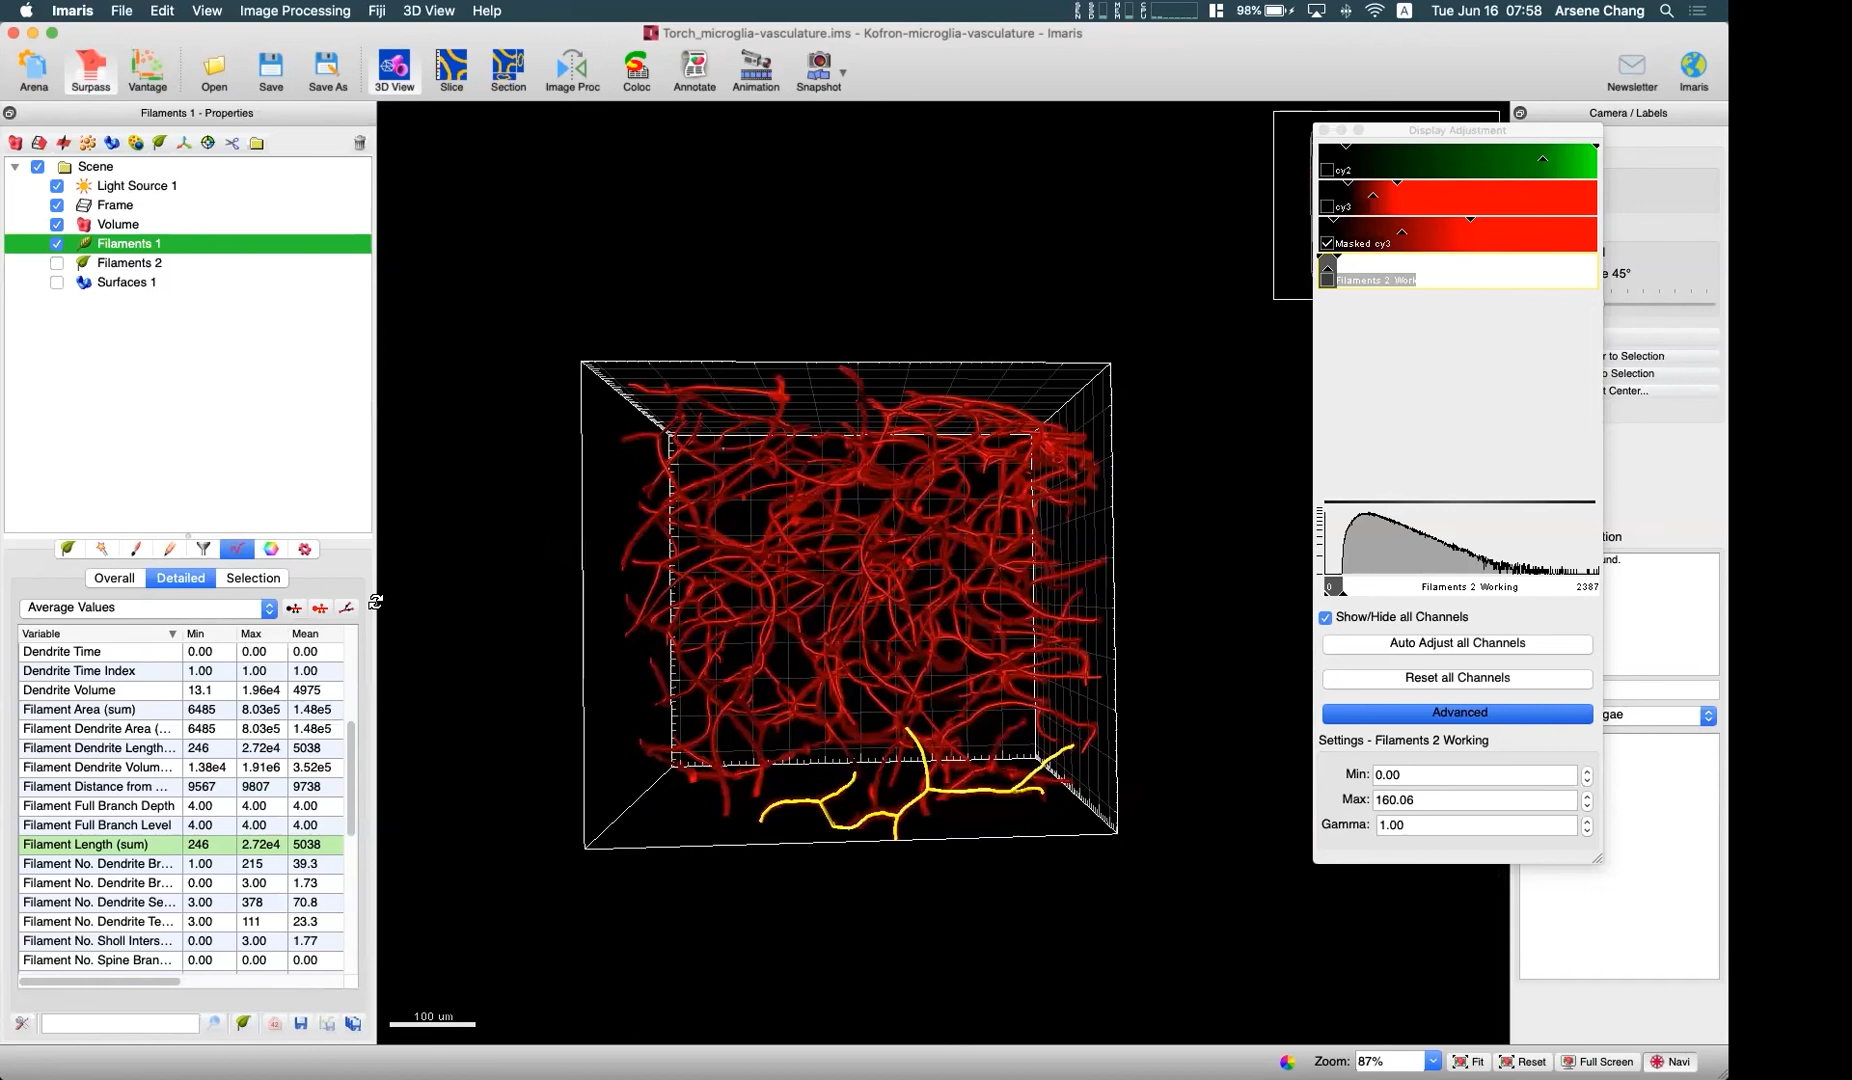 Imaris File Edit View Image Processing Fiji 3D View Help 98% A Tue Jun 16 07:58 Arsene Chang
Torch_microglia-vasculature.ims - Kofron-microglia-vasculature - Imaris
Arena Surpass Vantage Open Save Save As 3D View Slice Section Image Proc Coloc Annotate Animation Snapshot Newsletter Imaris
Filaments 1 - Properties
Scene
Light Source 1
Frame
Volume
Filaments 1
Filaments 2
Surfaces 1
Overall Detailed Selection
Average Values
Variable Min Max Mean
Dendrite Time 0.00 0.00 0.00
Dendrite Time Index 1.00 1.00 1.00
Dendrite Volume 13.1 1.96e4 4975
Filament Area (sum) 6485 8.03e5 1.48e5
Filament Dendrite Area (... 6485 8.03e5 1.48e5
Filament Dendrite Length... 246 2.72e4 5038
Filament Dendrite Volum... 1.38e4 1.91e6 3.52e5
Filament Distance from ... 9567 9807 9738
Filament Full Branch Depth 4.00 4.00 4.00
Filament Full Branch Level 4.00 4.00 4.00
Filament Length (sum) 246 2.72e4 5038
Filament No. Dendrite Br... 1.00 215 39.3
Filament No. Dendrite Br... 0.00 3.00 1.73
Filament No. Dendrite Se... 3.00 378 70.8
Filament No. Dendrite Te... 3.00 111 23.3
Filament No. Sholl Inters... 0.00 3.00 1.77
Filament No. Spine Bran... 0.00 0.00 0.00
100 um
Display Adjustment
cy2
cy3
Masked cy3
Filaments 2 Work
0 Filaments 2 Working 2387
Show/Hide all Channels
Auto Adjust all Channels
Reset all Channels
Advanced
Settings - Filaments 2 Working
Min: 0.00
Max: 160.06
Gamma: 1.00
Camera / Labels
e 45°
r to Selection
o Selection
t Center...
tion
und.
gae
Zoom: 87% Fit Reset Full Screen Navi